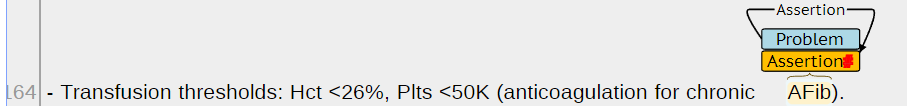 Assertion
Problem
Assertion#
164 - Transfusion thresholds: Hct <26%, Plts <50K (anticoagulation for chronic AFib).